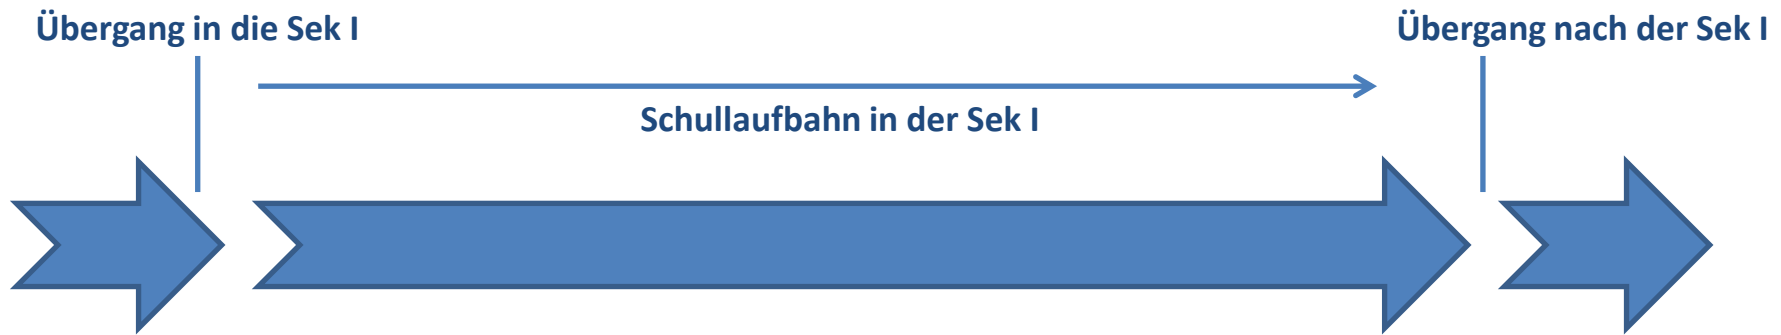 Übergang in die Sek I
Übergang nach der Sek I
Schullaufbahn in der Sek I